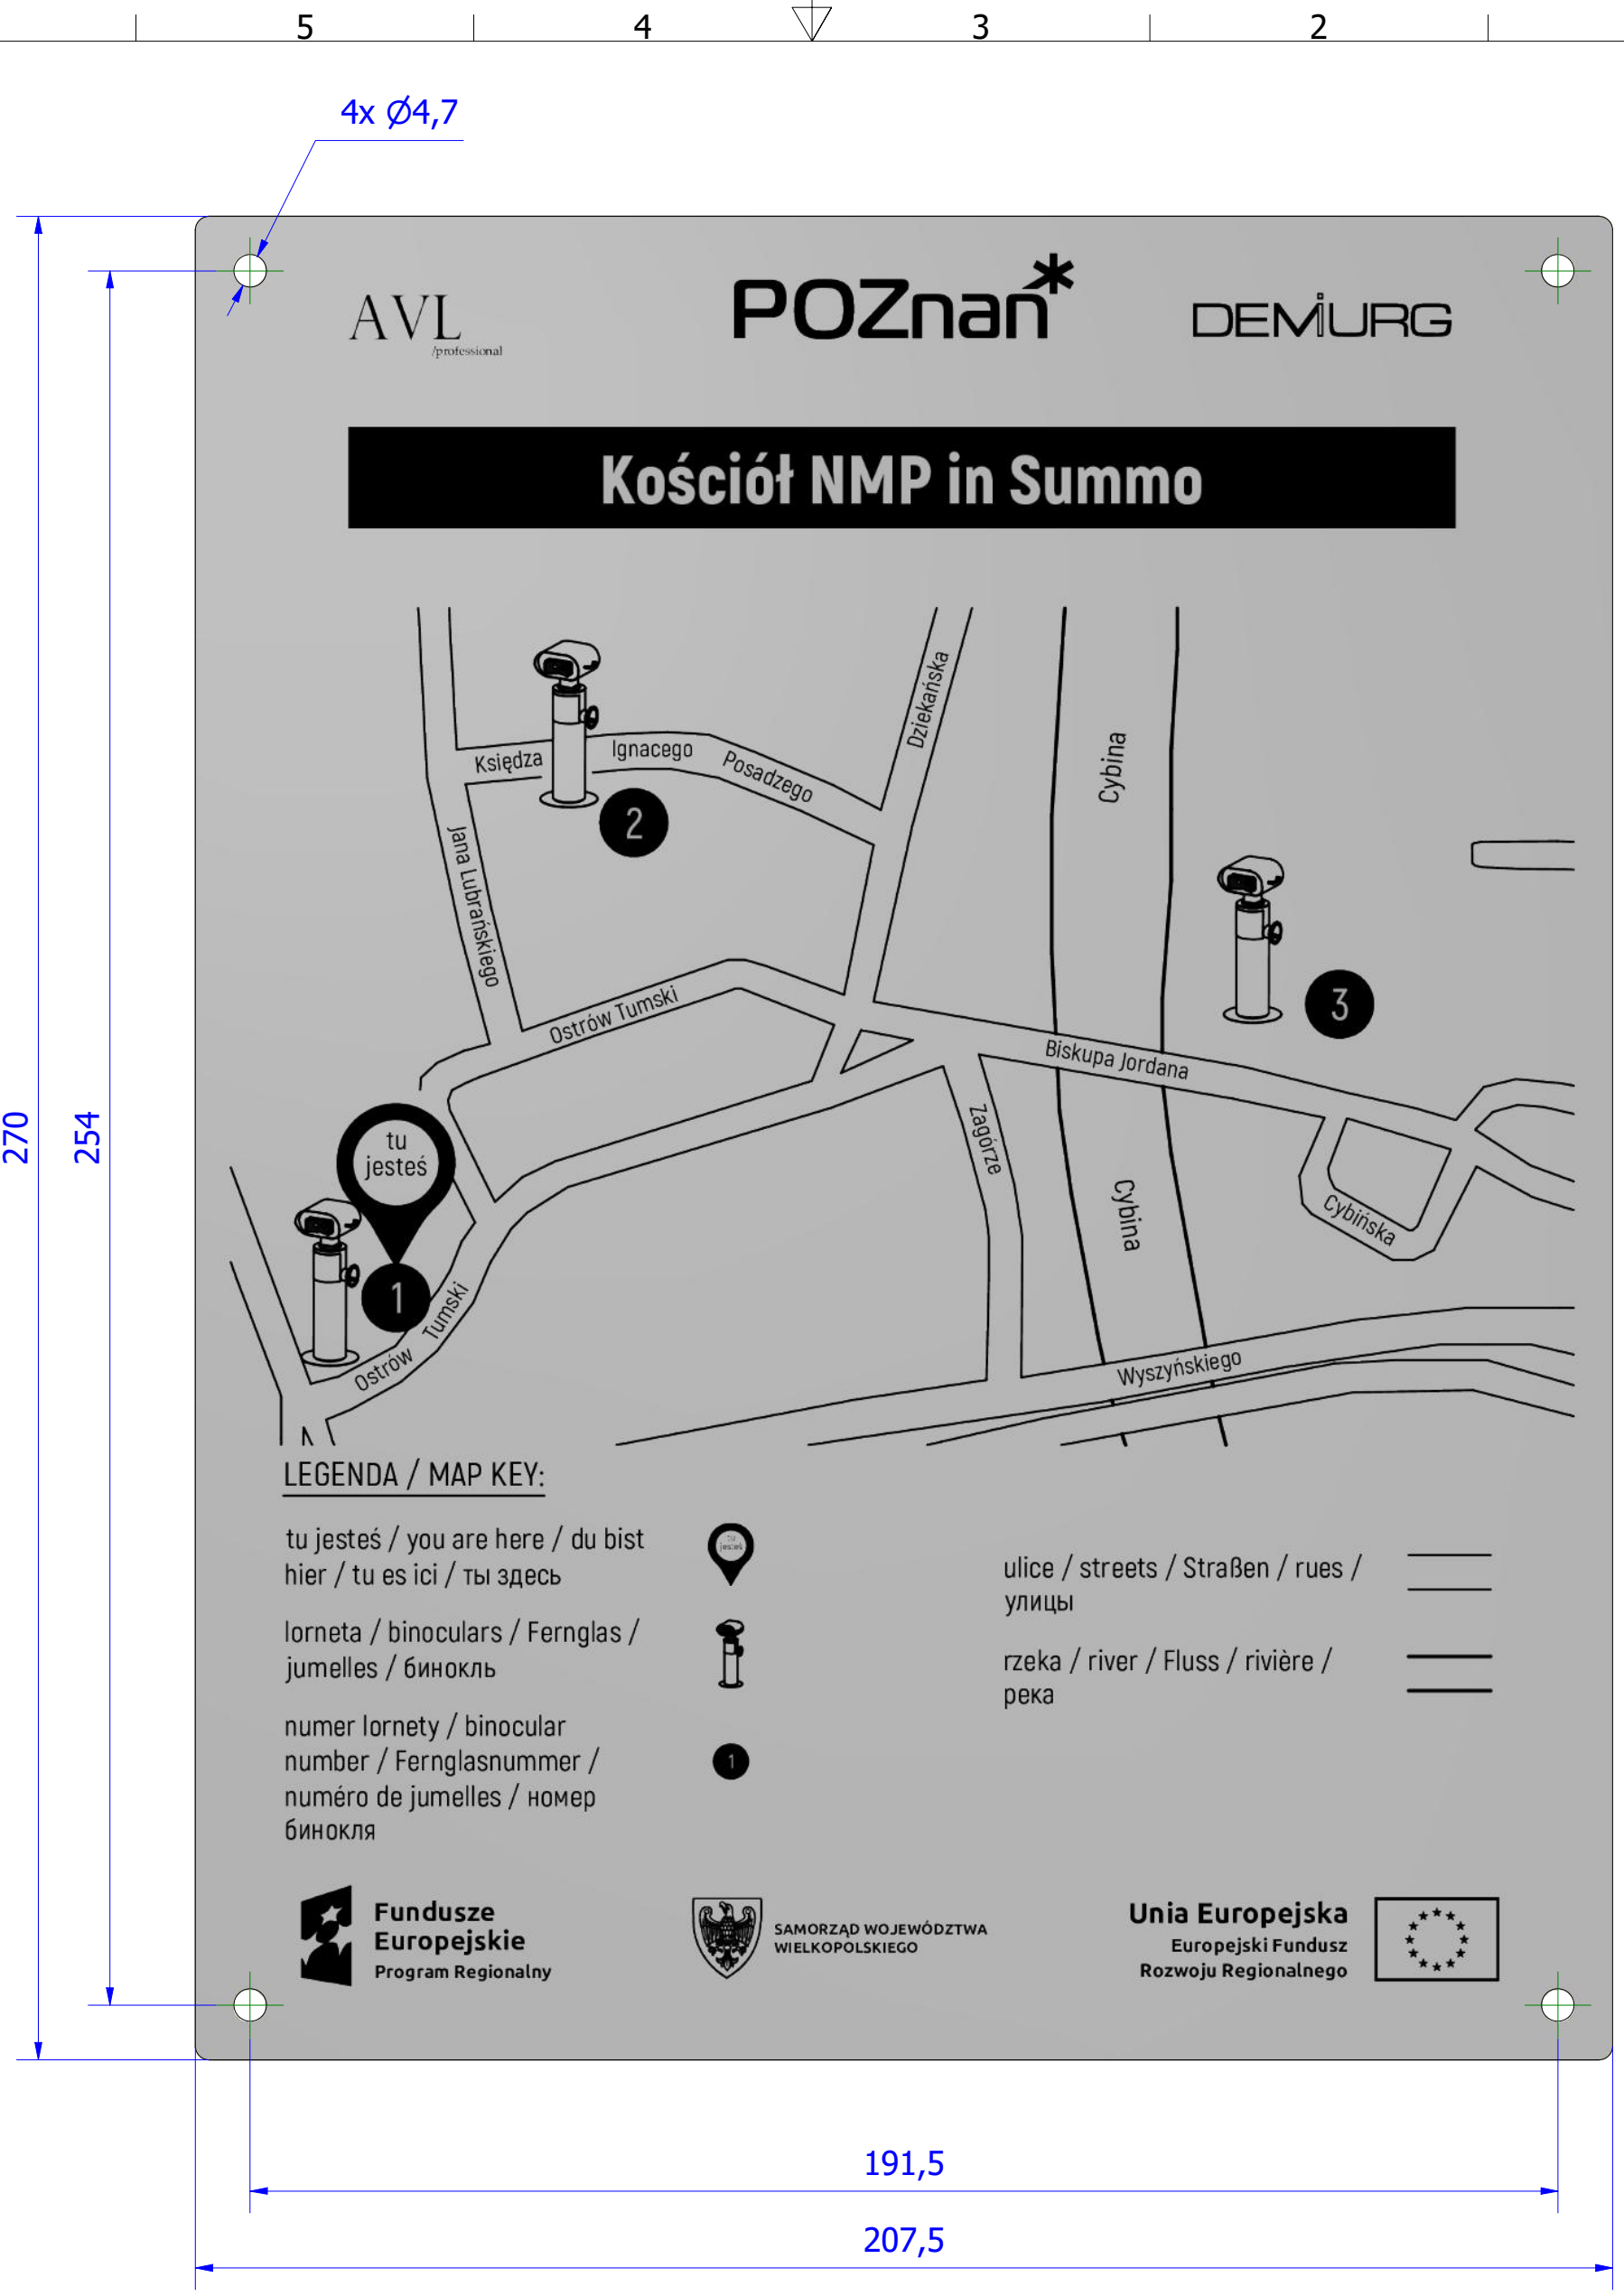 5 4 3 2
4x Ø4,7
AVL
/professional
POZnań*
DEMIURG
Kościół NMP in Summo
Dziekańska
Cybina
Księdza Ignacego Posadzego
2
Jana Lubrańskiego
3
Ostrów Tumski
Biskupa Jordana
Zagórze
270
254
tu
jesteś
Cybina
Cybińska
1
Ostrów Tumski
Wyszyńskiego
LEGENDA / MAP KEY:
tu jesteś / you are here / du bist
hier / tu es ici / ты здесь
tu
jesteś
lorneta / binoculars / Fernglas /
jumelles / бинокль
numer lornety / binocular
number / Fernglasnummer /
numéro de jumelles / номер
бинокля
1
ulice / streets / Straßen / rues /
улицы
rzeka / river / Fluss / rivière /
река
Fundusze
Europejskie
Program Regionalny
SAMORZĄD WOJEWÓDZTWA
WIELKOPOLSKIEGO
Unia Europejska
Europejski Fundusz
Rozwoju Regionalnego
191,5
207,5